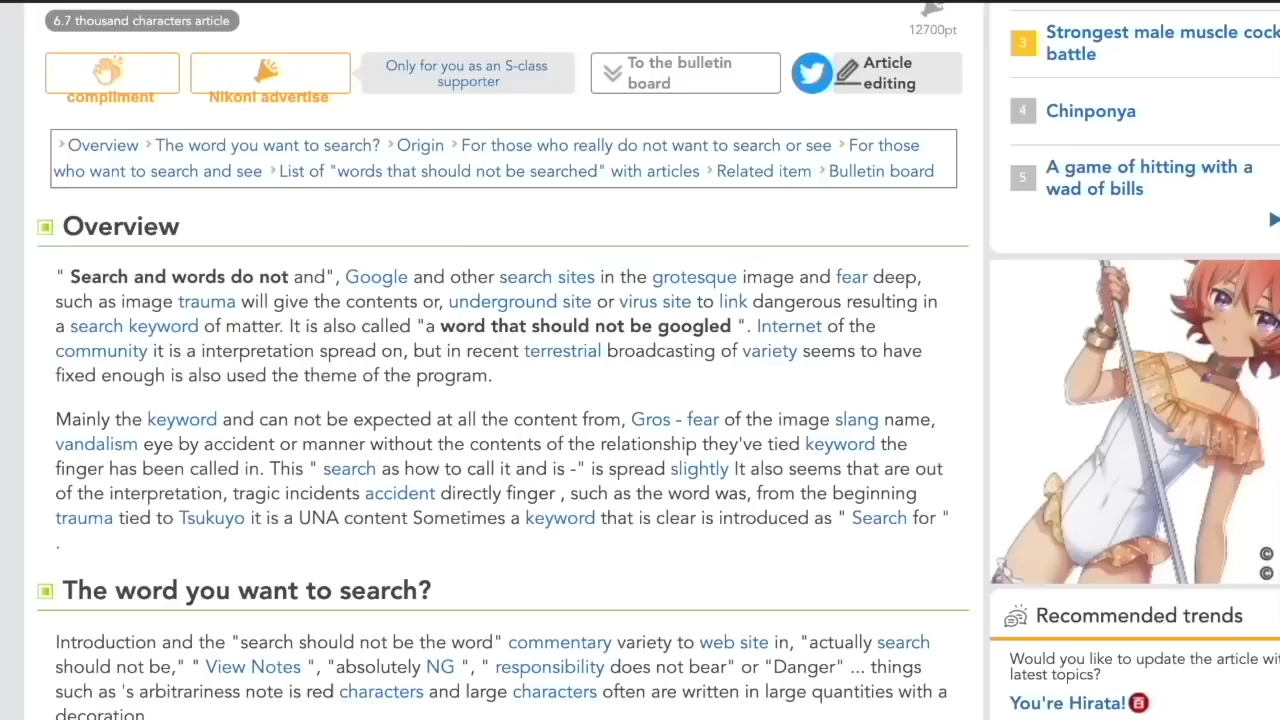 6.7 thousand characters article
12700pt
compliment
Nikoni advertise
Only for you as an S-class
supporter
To the bulletin
board
Article
editing
Overview The word you want to search? Origin For those who really do not want to search or see For those
who want to search and see List of "words that should not be searched" with articles Related item Bulletin board
Overview
" Search and words do not and", Google and other search sites in the grotesque image and fear deep,
such as image trauma will give the contents or, underground site or virus site to link dangerous resulting in
a search keyword of matter. It is also called "a word that should not be googled ". Internet of the
community it is a interpretation spread on, but in recent terrestrial broadcasting of variety seems to have
fixed enough is also used the theme of the program.
Mainly the keyword and can not be expected at all the content from, Gros - fear of the image slang name,
vandalism eye by accident or manner without the contents of the relationship they've tied keyword the
finger has been called in. This " search as how to call it and is -" is spread slightly It also seems that are out
of the interpretation, tragic incidents accident directly finger , such as the word was, from the beginning
trauma tied to Tsukuyo it is a UNA content Sometimes a keyword that is clear is introduced as " Search for "
.
The word you want to search?
Introduction and the "search should not be the word" commentary variety to web site in, "actually search
should not be," " View Notes ", "absolutely NG ", " responsibility does not bear" or "Danger" ... things
such as 's arbitrariness note is red characters and large characters often are written in large quantities with a
decoration.
3
Strongest male muscle cock
battle
4
Chinponya
5
A game of hitting with a
wad of bills
©
©
Recommended trends
Would you like to update the article wit
latest topics?
You're Hirata! 百